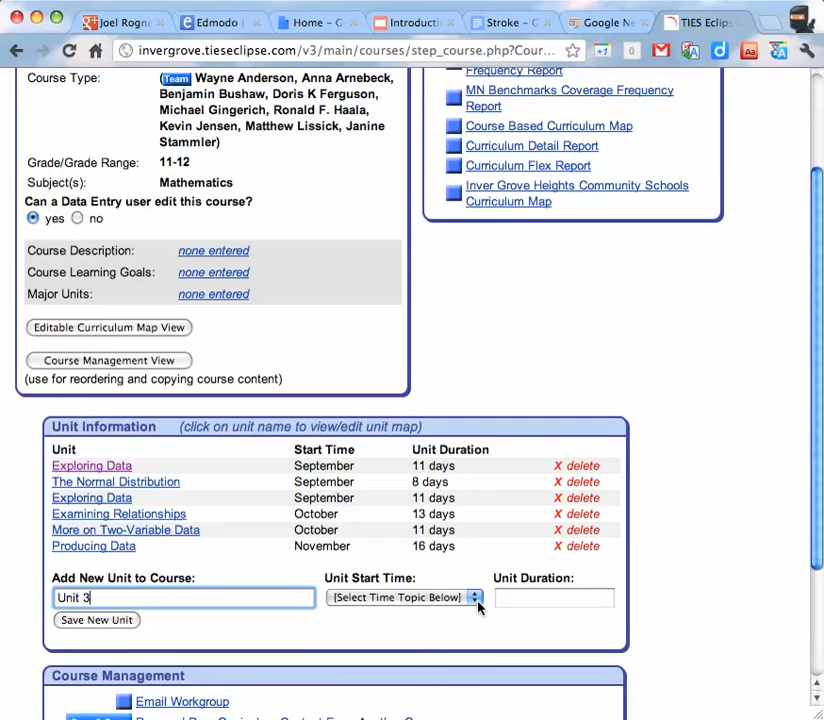 Joel Rogne
Edmodo |
Home – G
Introducti
Stroke – C
Google Ne
TIES Eclips
invergrove.tieseclipse.com/v3/main/courses/step_course.php?Cour...
+1
0
Aa
Course Type:
(Team Wayne Anderson, Anna Arnebeck,
Benjamin Bushaw, Doris K Ferguson,
Michael Gingerich, Ronald F. Haala,
Kevin Jensen, Matthew Lissick, Janine
Stammler)
Grade/Grade Range: 11-12
Subject(s): Mathematics
Can a Data Entry user edit this course?
yes no
Course Description: none entered
Course Learning Goals: none entered
Major Units: none entered
Editable Curriculum Map View
Course Management View
(use for reordering and copying course content)
Frequency Report
MN Benchmarks Coverage Frequency
Report
Course Based Curriculum Map
Curriculum Detail Report
Curriculum Flex Report
Inver Grove Heights Community Schools
Curriculum Map
Unit Information (click on unit name to view/edit unit map)
Unit Start Time Unit Duration
Exploring Data September 11 days X delete
The Normal Distribution September 8 days X delete
Exploring Data September 11 days X delete
Examining Relationships October 13 days X delete
More on Two-Variable Data October 11 days X delete
Producing Data November 16 days X delete
Add New Unit to Course: Unit Start Time: Unit Duration:
Unit 3 [Select Time Topic Below]
Save New Unit
Course Management
Email Workgroup